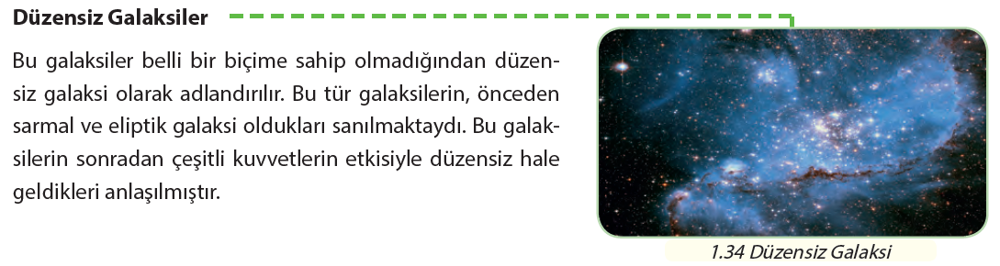 Düzensiz Galaksiler
Bu galaksiler belli bir biçime sahip olmadığından düzen-
siz galaksi olarak adlandırılır. Bu tür galaksilerin, önceden
sarmal ve eliptik galaksi oldukları sanılmaktaydı. Bu galak-
silerin sonradan çeşitli kuvvetlerin etkisiyle düzensiz hale
geldikleri anlaşılmıştır.
1.34 Düzensiz Galaksi